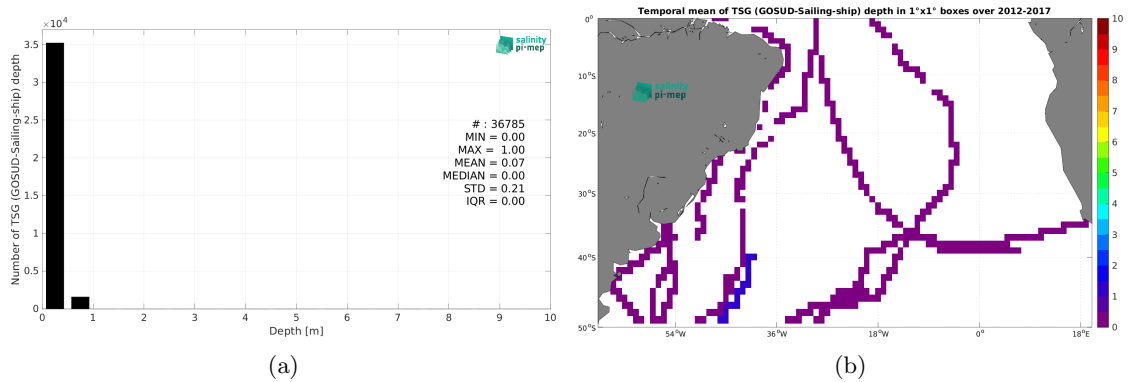 ×10⁴
3.5
3
2.5
2
1.5
1
0.5
0
Number of TSG (GOSUD-Sailing-ship) depth
salinity
pi-mep
# : 36785
MIN = 0.00
MAX = 1.00
MEAN = 0.07
MEDIAN = 0.00
STD = 0.21
IQR = 0.00
0 1 2 3 4 5 6 7 8 9 10
Depth [m]
(a)
Temporal mean of TSG (GOSUD-Sailing-ship) depth in 1°x1° boxes over 2012-2017
0°
10°S
20°S
30°S
40°S
50°S
salinity
pi-mep
54°W 36°W 18°W 0° 18°E
10
9
8
7
6
5
4
3
2
1
0
(b)